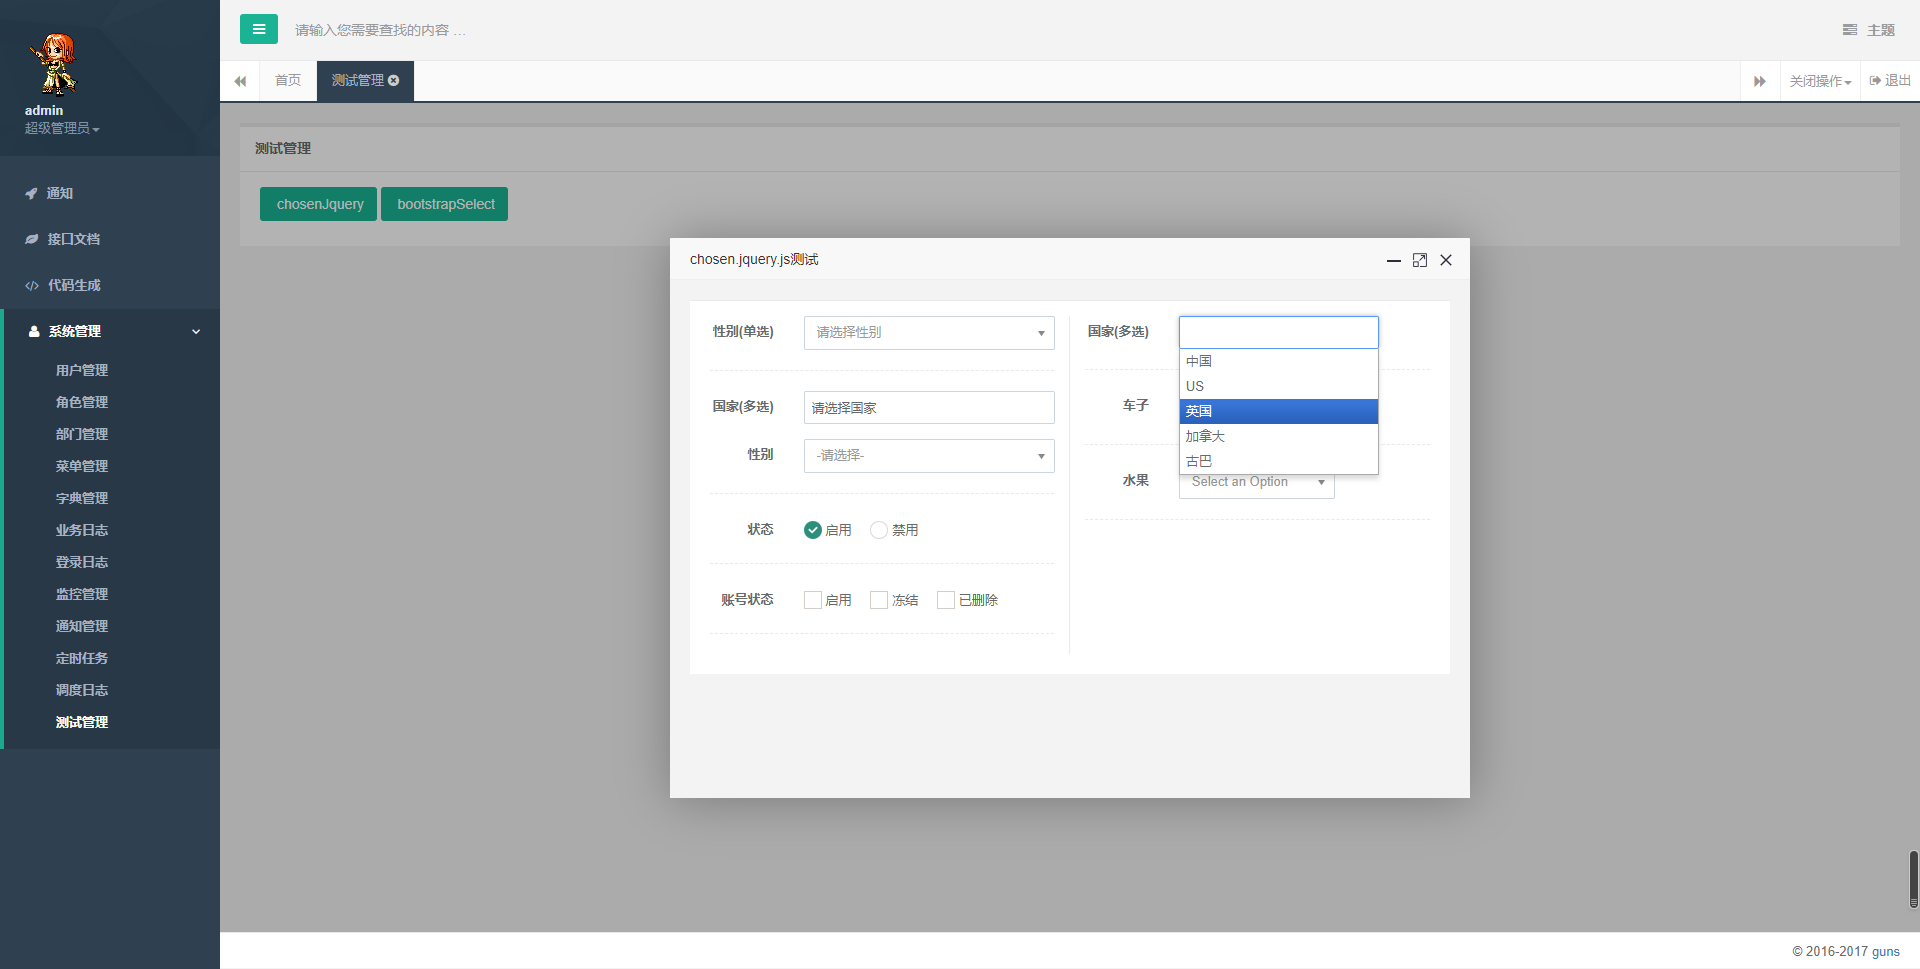 请输入您需要查找的内容 …
主题
首页
测试管理
关闭操作
退出
admin
超级管理员
通知
接口文档
代码生成
系统管理
用户管理
角色管理
部门管理
菜单管理
字典管理
业务日志
登录日志
监控管理
通知管理
定时任务
调度日志
测试管理
测试管理
chosenJquery
bootstrapSelect
chosen.jquery.js测试
性别(单选)
请选择性别
国家(多选)
请选择国家
性别
-请选择-
状态
启用
禁用
账号状态
启用
冻结
已删除
国家(多选)
中国
US
英国
加拿大
古巴
车子
水果
Select an Option
© 2016-2017 guns